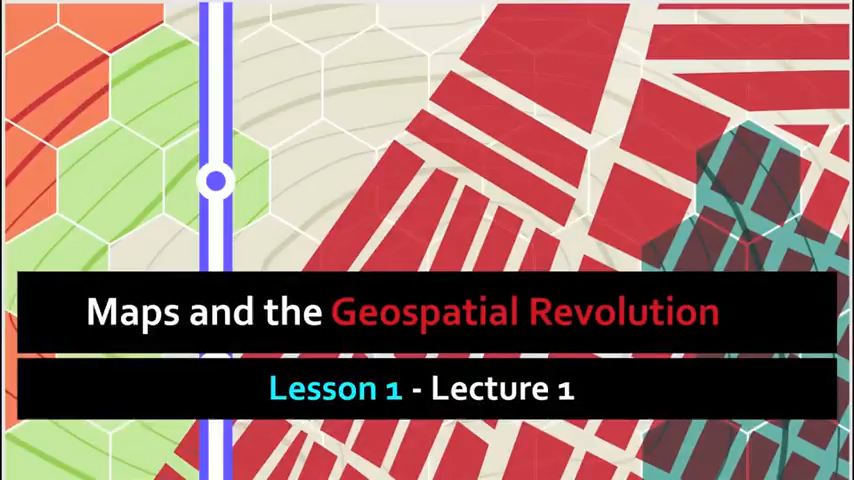 Maps and the Geospatial Revolution
Lesson 1 - Lecture 1